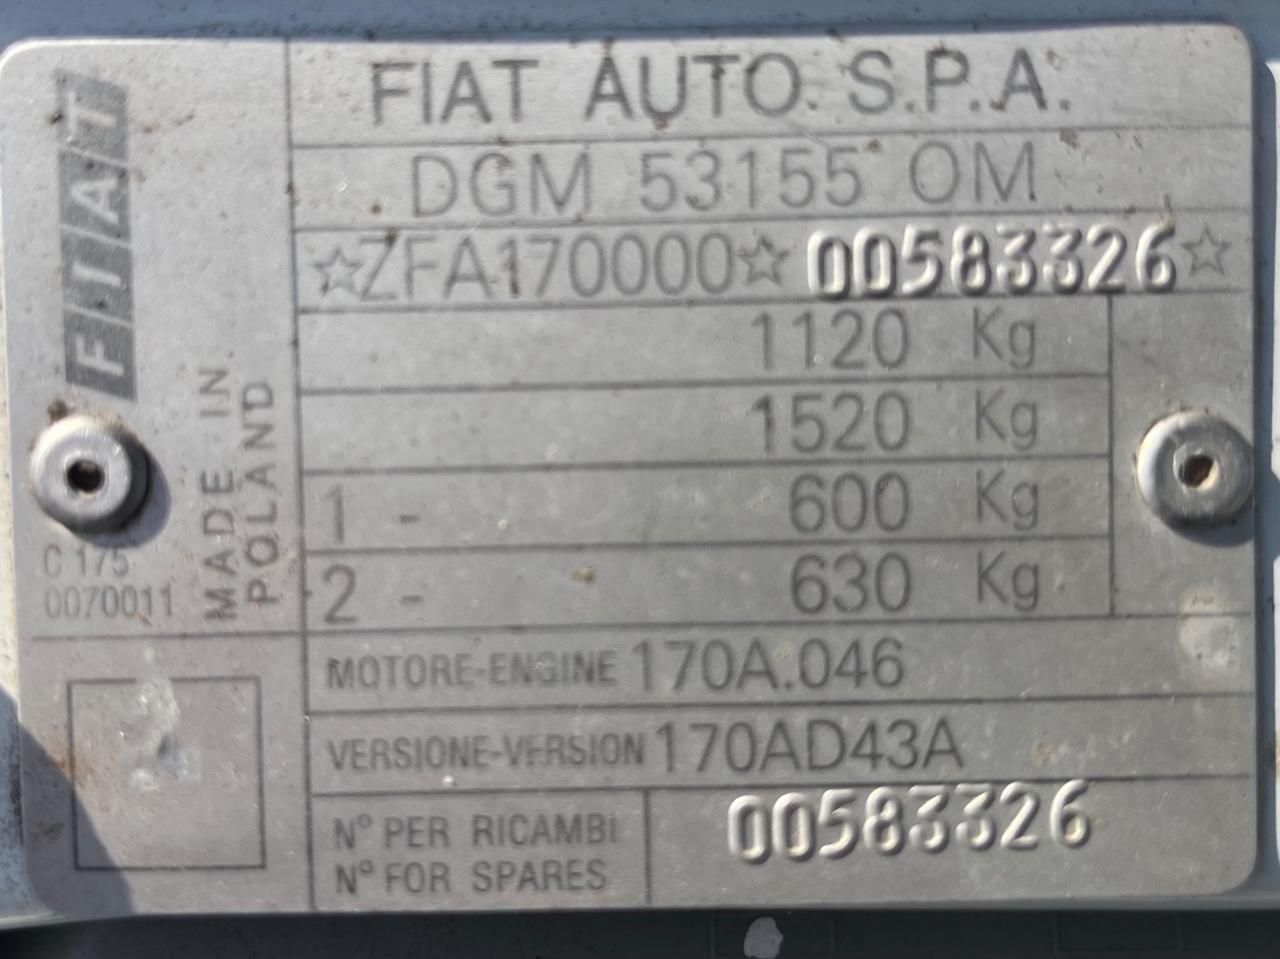 FIAT
FIAT AUTO S.P.A.
DGM 53155 OM
☆ZFA170000☆00583326☆
1120 Kg
1520 Kg
1 - 600 Kg
2 - 630 Kg
MADE IN
POLAND
C 175
0070011
MOTORE-ENGINE 170A.046
VERSIONE-VERSION 170AD43A
N° PER RICAMBI
N° FOR SPARES
00583326